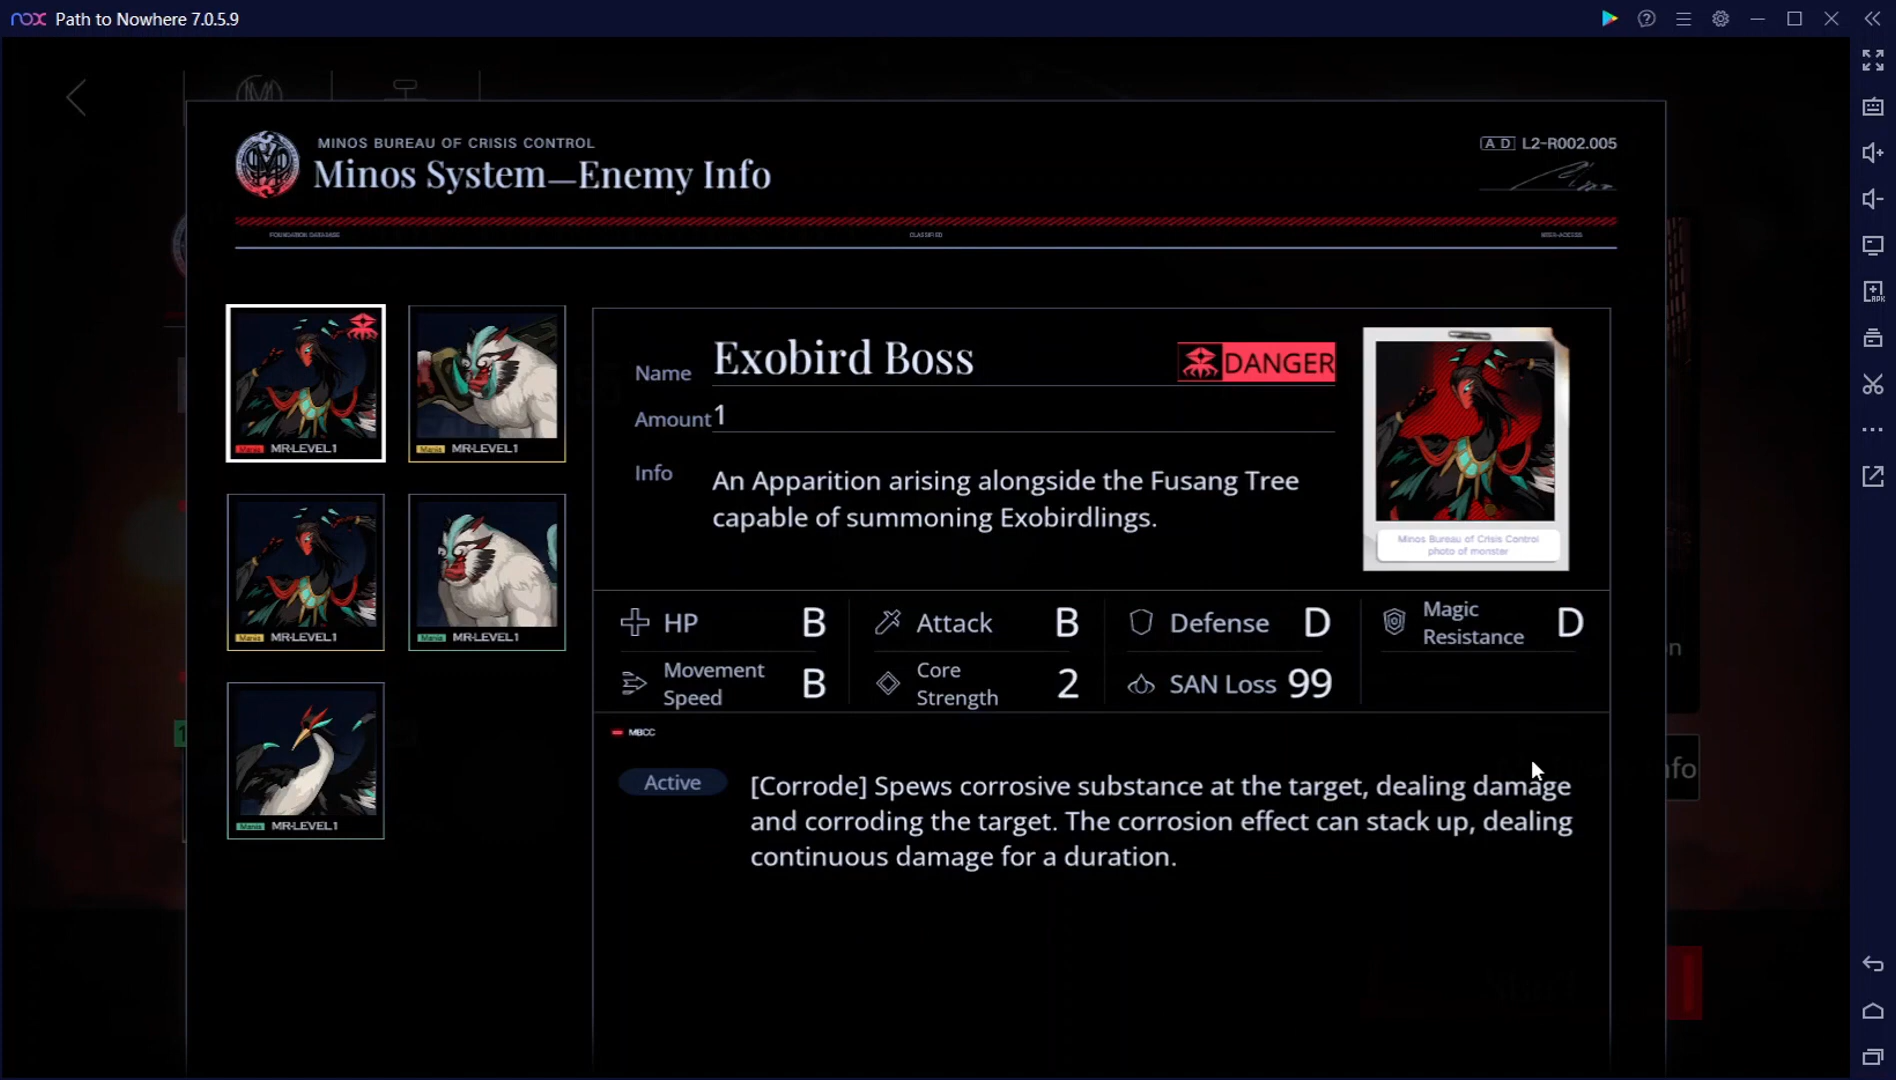 nox Path to Nowhere 7.0.5.9
MINOS BUREAU OF CRISIS CONTROL
Minos System—Enemy Info
A D L2-R002.005
FOUNDATION DATABASE
CLASSIFIED
MR-LEVEL1
MR-LEVEL1
MR-LEVEL1
MR-LEVEL1
MR-LEVEL1
Name Exobird Boss DANGER
Amount 1
Info An Apparition arising alongside the Fusang Tree
capable of summoning Exobirdlings.
Minos Bureau of Crisis Control
photo of monster
HP B
Attack B
Defense D
Magic
Resistance D
Movement
Speed B
Core
Strength 2
SAN Loss 99
MBCC
Active
[Corrode] Spews corrosive substance at the target, dealing damage
and corroding the target. The corrosion effect can stack up, dealing
continuous damage for a duration.